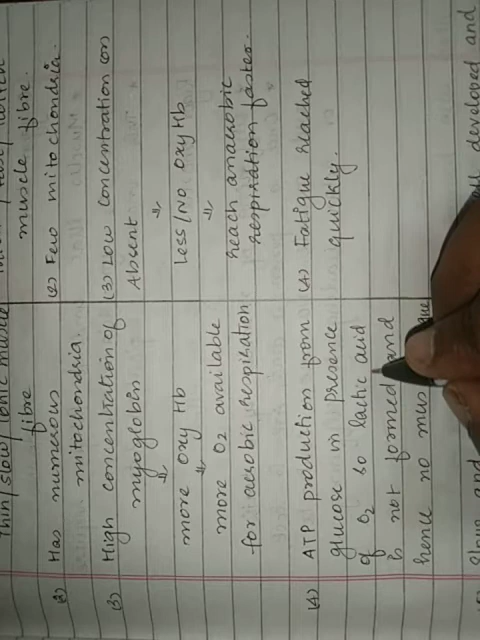 Thin/slow/tonic muscle
fibre
muscle fibre.
(2) Has numerous
mitochondria.
(2) Few mitochondria.
(3) High concentration of
myoglobin
⇓
more oxy Hb
⇓
more O2 available
for aerobic respiration
(3) Low concentration or
Absent
⇓
less/No oxy Hb
⇓
Reach anaerobic
respiration faster.
(4) ATP production from
glucose in presence
of O2 so lactic acid
is not formed and
hence no mus
(4) Fatigue reached
quickly.
Slow and
developed and